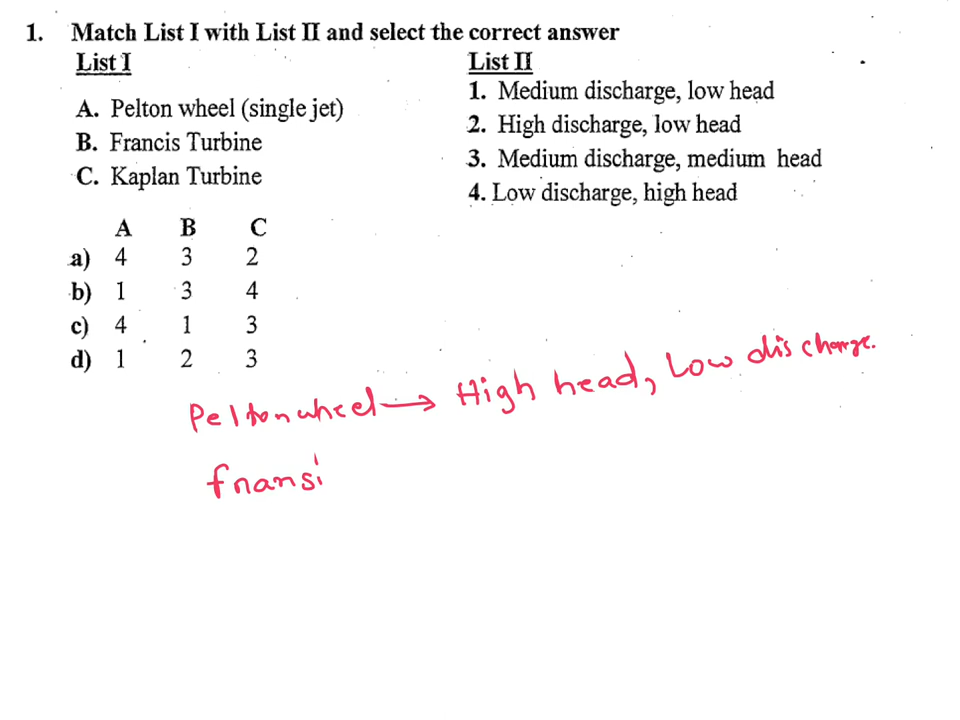 1. Match List I with List II and select the correct answer
List I List II
A. Pelton wheel (single jet) 1. Medium discharge, low head
B. Francis Turbine 2. High discharge, low head
C. Kaplan Turbine 3. Medium discharge, medium head
4. Low discharge, high head
A B C
a) 4 3 2
b) 1 3 4
c) 4 1 3
d) 1 2 3
Pelton wheel → High head, Low discharge.
fransi